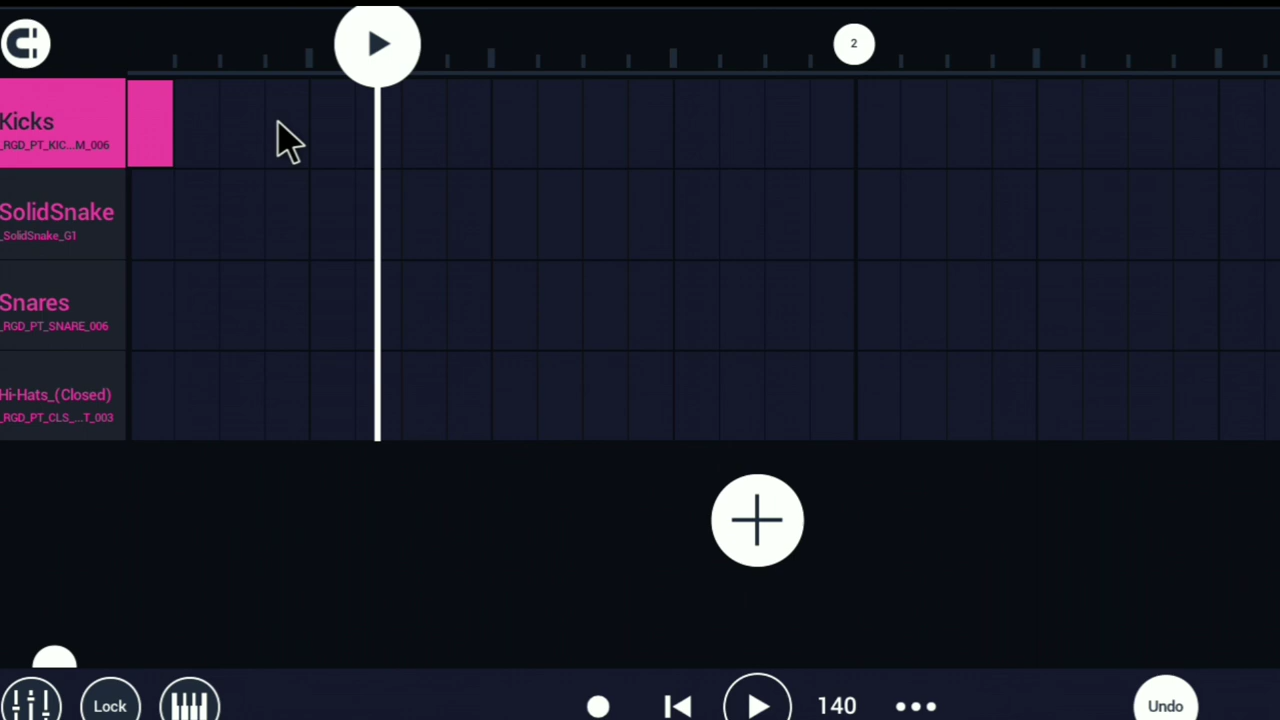 2
Kicks
_RGD_PT_KIC...M_006
SolidSnake
_SolidSnake_G1
Snares
_RGD_PT_SNARE_006
Hi-Hats_(Closed)
_RGD_PT_CLS_...T_003
Lock
140
Undo